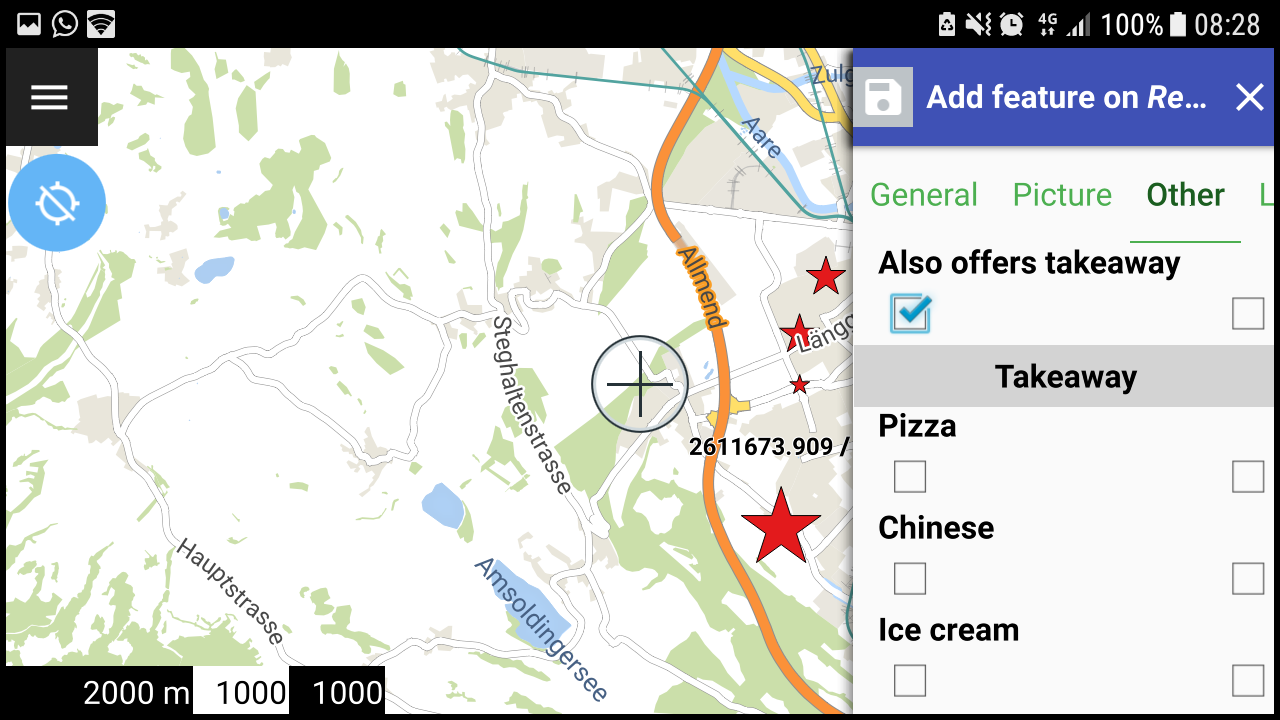 4G 100% 08:28
Add feature on Re...
General Picture Other L
Also offers takeaway
Takeaway
Pizza
Chinese
Ice cream
Zulg
Aare
Allmend
Längg
Steghaltenstrasse
2611673.909 /
Hauptstrasse
Amsoldingersee
2000 m 1000 1000